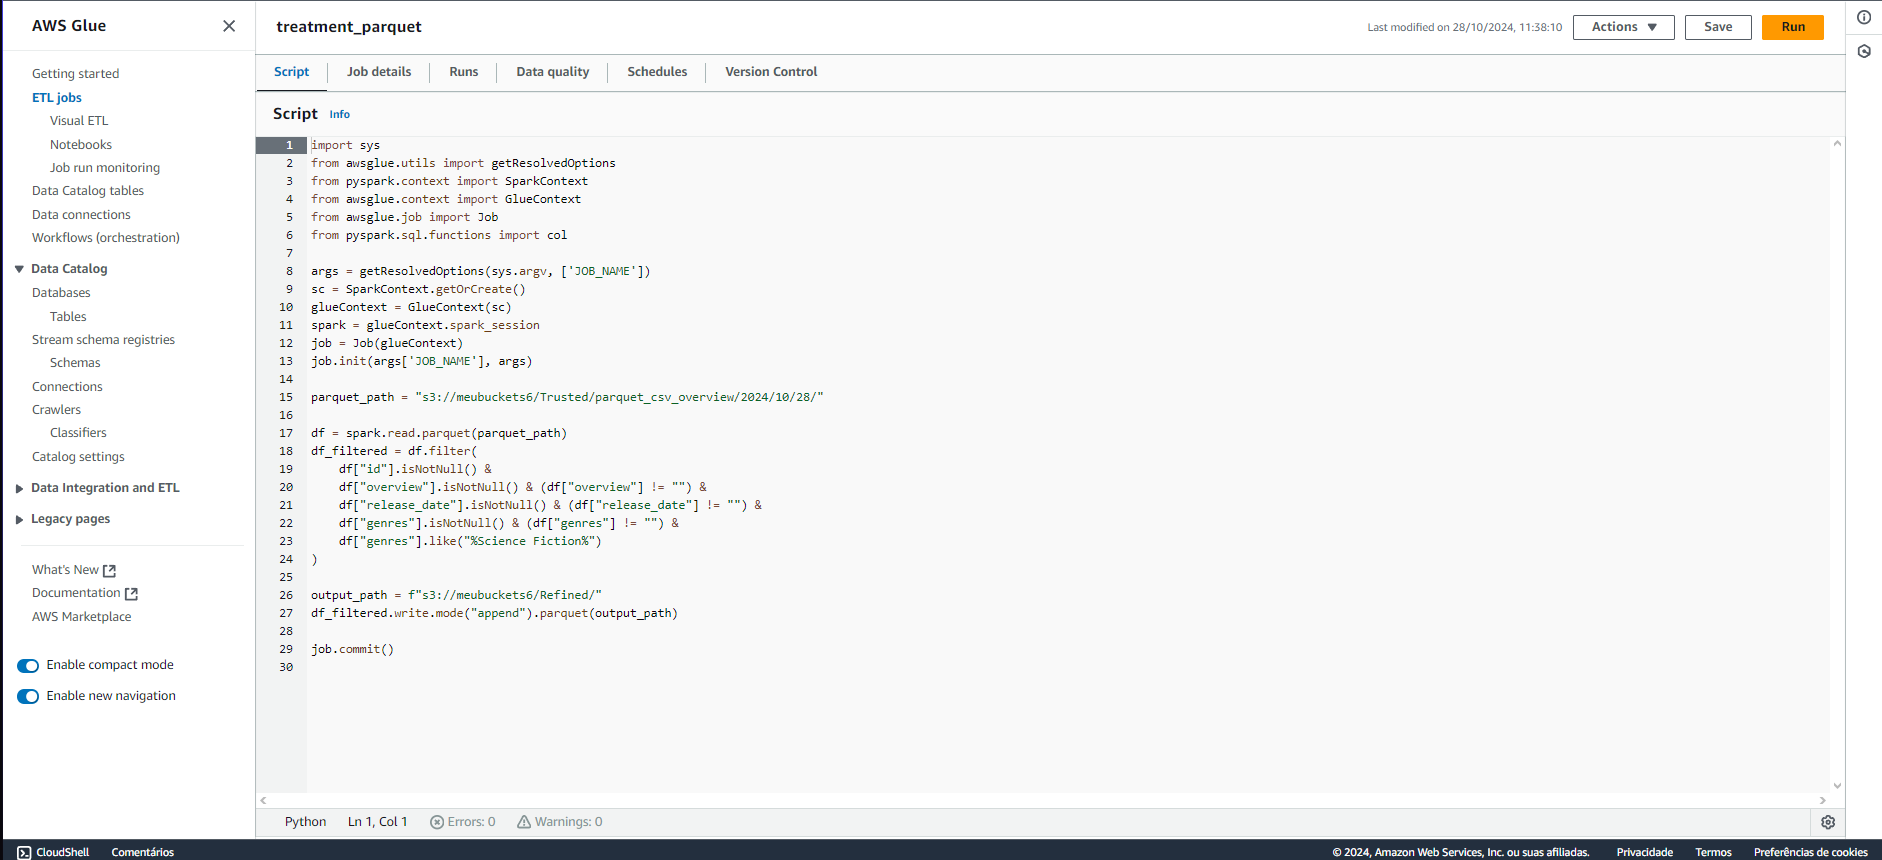 AWS Glue
Getting started
ETL jobs
Visual ETL
Notebooks
Job run monitoring
Data Catalog tables
Data connections
Workflows (orchestration)
Data Catalog
Databases
Tables
Stream schema registries
Schemas
Connections
Crawlers
Classifiers
Catalog settings
Data Integration and ETL
Legacy pages
What's New
Documentation
AWS Marketplace
Enable compact mode
Enable new navigation
treatment_parquet
Last modified on 28/10/2024, 11:38:10
Actions
Save
Run
Script
Job details
Runs
Data quality
Schedules
Version Control
Script Info
1 import sys
2 from awsglue.utils import getResolvedOptions
3 from pyspark.context import SparkContext
4 from awsglue.context import GlueContext
5 from awsglue.job import Job
6 from pyspark.sql.functions import col
7
8 args = getResolvedOptions(sys.argv, ['JOB_NAME'])
9 sc = SparkContext.getOrCreate()
10 glueContext = GlueContext(sc)
11 spark = glueContext.spark_session
12 job = Job(glueContext)
13 job.init(args['JOB_NAME'], args)
14
15 parquet_path = "s3://meubuckets6/Trusted/parquet_csv_overview/2024/10/28/"
16
17 df = spark.read.parquet(parquet_path)
18 df_filtered = df.filter(
19     df["id"].isNotNull() &
20     df["overview"].isNotNull() & (df["overview"] != "") &
21     df["release_date"].isNotNull() & (df["release_date"] != "") &
22     df["genres"].isNotNull() & (df["genres"] != "") &
23     df["genres"].like("%Science Fiction%")
24 )
25
26 output_path = f"s3://meubuckets6/Refined/"
27 df_filtered.write.mode("append").parquet(output_path)
28
29 job.commit()
30
Python Ln 1, Col 1 Errors: 0 Warnings: 0
CloudShell Comentários © 2024, Amazon Web Services, Inc. ou suas afiliadas. Privacidade Termos Preferências de cookies